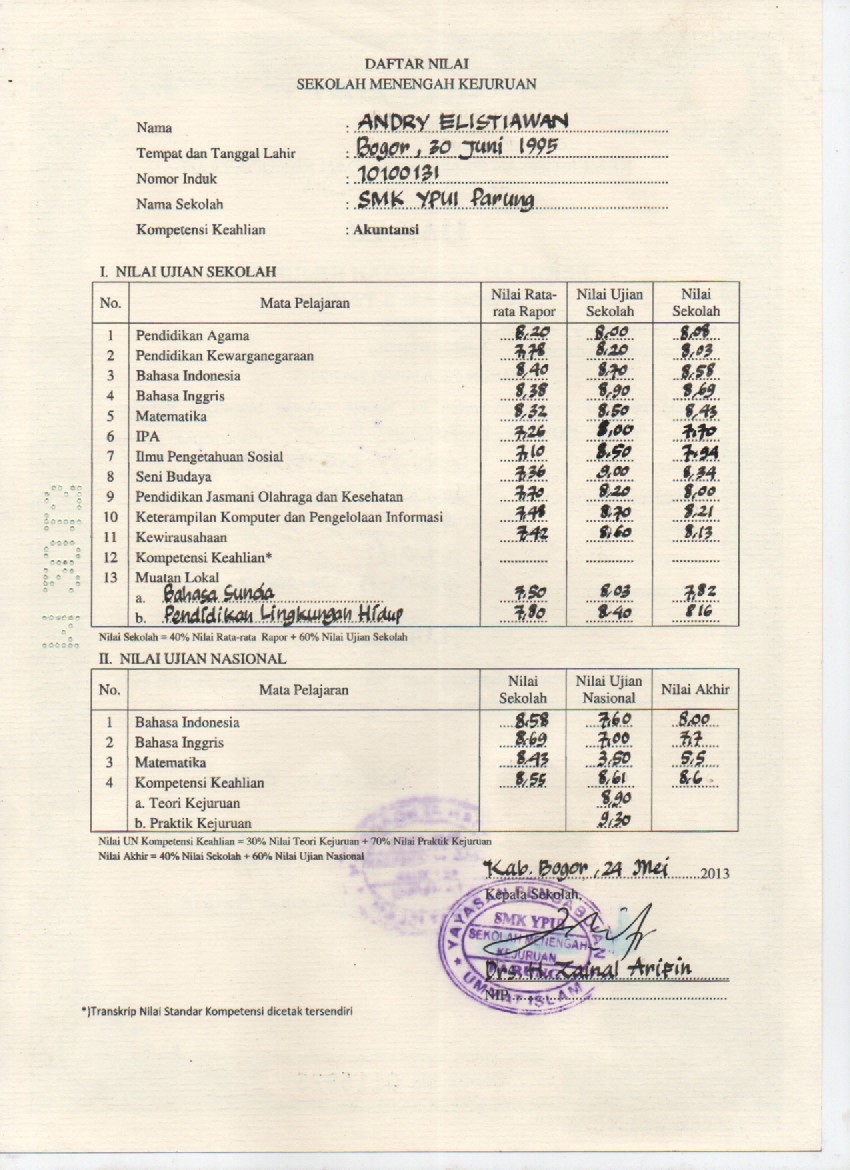 DAFTAR NILAI
SEKOLAH MENENGAH KEJURUAN
Nama : ANDRY ELISTIAWAN
Tempat dan Tanggal Lahir : Bogor, 30 Juni 1995
Nomor Induk : 10100131
Nama Sekolah : SMK YPUI Parung
Kompetensi Keahlian : Akuntansi
I. NILAI UJIAN SEKOLAH
No. Mata Pelajaran Nilai Rata-rata Rapor Nilai Ujian Sekolah Nilai Sekolah
1 Pendidikan Agama 8,20 8,00 8,08
2 Pendidikan Kewarganegaraan 7,78 8,20 8,03
3 Bahasa Indonesia 8,40 8,70 8,58
4 Bahasa Inggris 8,38 8,90 8,69
5 Matematika 8,32 8,50 8,43
6 IPA 7,26 8,00 7,70
7 Ilmu Pengetahuan Sosial 7,10 8,50 7,94
8 Seni Budaya 7,36 9,00 8,34
9 Pendidikan Jasmani Olahraga dan Kesehatan 7,70 8,20 8,00
10 Keterampilan Komputer dan Pengelolaan Informasi 7,48 8,70 8,21
11 Kewirausahaan 7,42 8,60 8,13
12 Kompetensi Keahlian*
13 Muatan Lokal
a. Bahasa Sunda 7,50 8,03 7,82
b. Pendidikan Lingkungan Hidup 7,80 8,40 8,16
Nilai Sekolah = 40% Nilai Rata-rata Rapor + 60% Nilai Ujian Sekolah
II. NILAI UJIAN NASIONAL
No. Mata Pelajaran Nilai Sekolah Nilai Ujian Nasional Nilai Akhir
1 Bahasa Indonesia 8,58 7,60 8,00
2 Bahasa Inggris 8,69 7,00 7,7
3 Matematika 8,43 3,50 5,5
4 Kompetensi Keahlian 8,55 8,61 8,6
a. Teori Kejuruan 8,90
b. Praktik Kejuruan 9,30
Nilai UN Kompetensi Keahlian = 30% Nilai Teori Kejuruan + 70% Nilai Praktik Kejuruan
Nilai Akhir = 40% Nilai Sekolah + 60% Nilai Ujian Nasional
Kab. Bogor, 24 Mei 2013
Kepala Sekolah,
SMK YPUI
SEKOLAH MENENGAH
KEJURUAN
Drs. H. Zainal Aripin
NIP.
UMMAT ISLAM
*)Transkrip Nilai Standar Kompetensi dicetak tersendiri